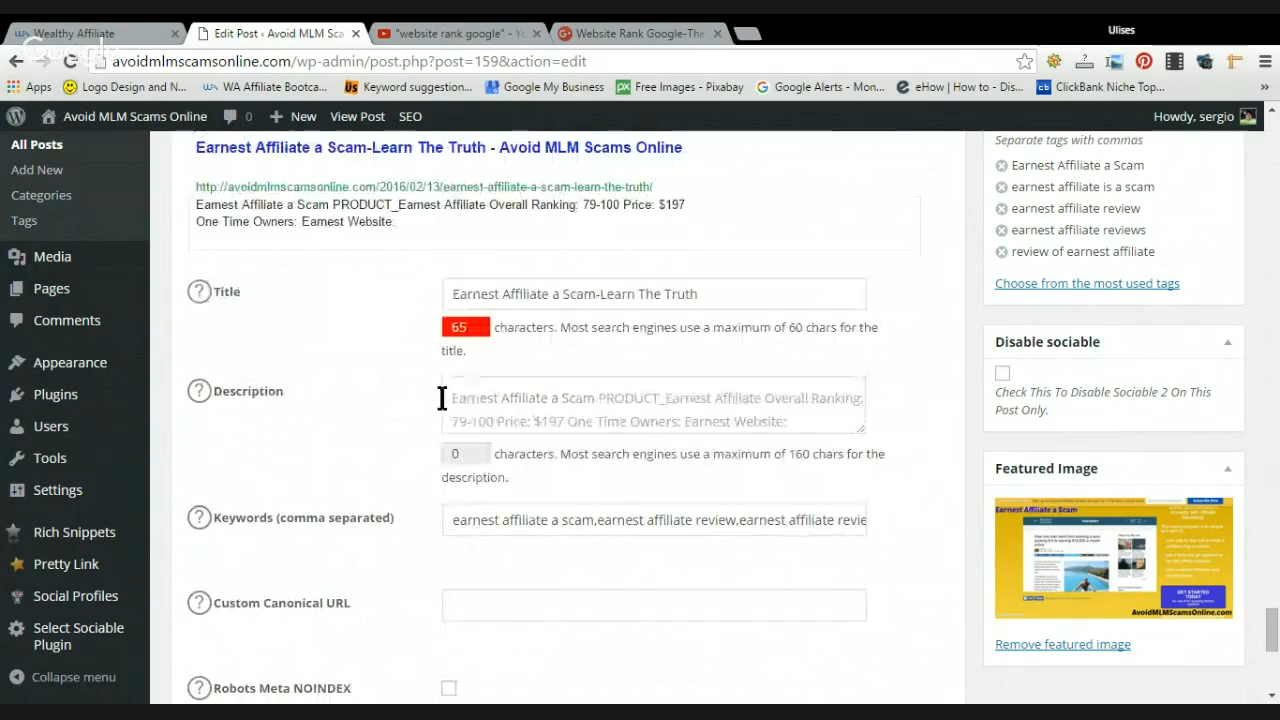 Wealthy Affiliate
Edit Post ‹ Avoid MLM Sca
"website rank google" - Yo
Website Rank Google-The
Ulises
avoidmlmscamsonline.com/wp-admin/post.php?post=159&action=edit
Apps
Logo Design and N...
WA Affiliate Bootca...
Keyword suggestion...
Google My Business
Free Images - Pixabay
Google Alerts - Mon...
eHow | How to - Dis...
ClickBank Niche Top...
Avoid MLM Scams Online
0
New
View Post
SEO
Howdy, sergio
All Posts
Add New
Categories
Tags
Media
Pages
Comments
Appearance
Plugins
Users
Tools
Settings
Rich Snippets
Pretty Link
Social Profiles
Select Sociable
Plugin
Collapse menu
Earnest Affiliate a Scam-Learn The Truth - Avoid MLM Scams Online
http://avoidmlmscamsonline.com/2016/02/13/earnest-affiliate-a-scam-learn-the-truth/
Earnest Affiliate a Scam PRODUCT_Earnest Affiliate Overall Ranking: 79-100 Price: $197
One Time Owners: Earnest Website:
Title
Earnest Affiliate a Scam-Learn The Truth
65 characters. Most search engines use a maximum of 60 chars for the
title.
Description
Earnest Affiliate a Scam PRODUCT_Earnest Affiliate Overall Ranking:
79-100 Price: $197 One Time Owners: Earnest Website:
0 characters. Most search engines use a maximum of 160 chars for the
description.
Keywords (comma separated)
earnest affiliate a scam,earnest affiliate review,earnest affiliate revie
Custom Canonical URL
Robots Meta NOINDEX
Separate tags with commas
Earnest Affiliate a Scam
earnest affiliate is a scam
earnest affiliate review
earnest affiliate reviews
review of earnest affiliate
Choose from the most used tags
Disable sociable
Check This To Disable Sociable 2 On This
Post Only.
Featured Image
Earnest Affiliate a Scam
GET STARTED
TODAY
AvoidMLMScamsOnline.com
Remove featured image